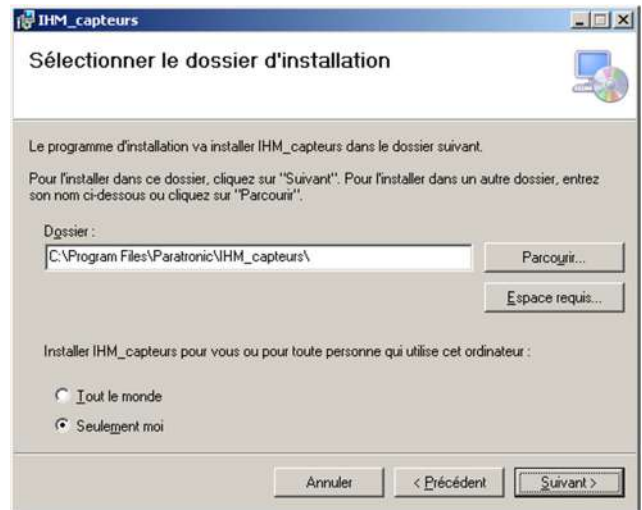 IHM_capteurs
Sélectionner le dossier d'installation
Le programme d'installation va installer IHM_capteurs dans le dossier suivant.
Pour l'installer dans ce dossier, cliquez sur "Suivant". Pour l'installer dans un autre dossier, entrez
son nom ci-dessous ou cliquez sur "Parcourir".
Dossier :
C:\Program Files\Paratronic\IHM_capteurs\
Parcourir...
Espace requis...
Installer IHM_capteurs pour vous ou pour toute personne qui utilise cet ordinateur :
Tout le monde
Seulement moi
Annuler
< Précédent
Suivant >